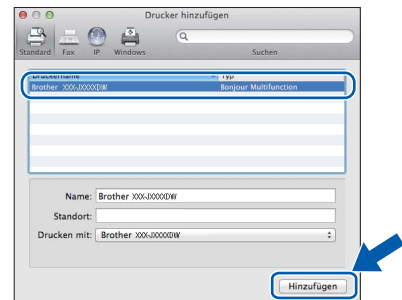 Drucker hinzufügen
Standard Fax IP Windows Suchen
Druckername Typ
Brother XXX-JXXXXDW Bonjour Multifunction
Name: Brother XXX-JXXXXDW
Standort:
Drucken mit: Brother XXX-JXXXXDW
Hinzufügen